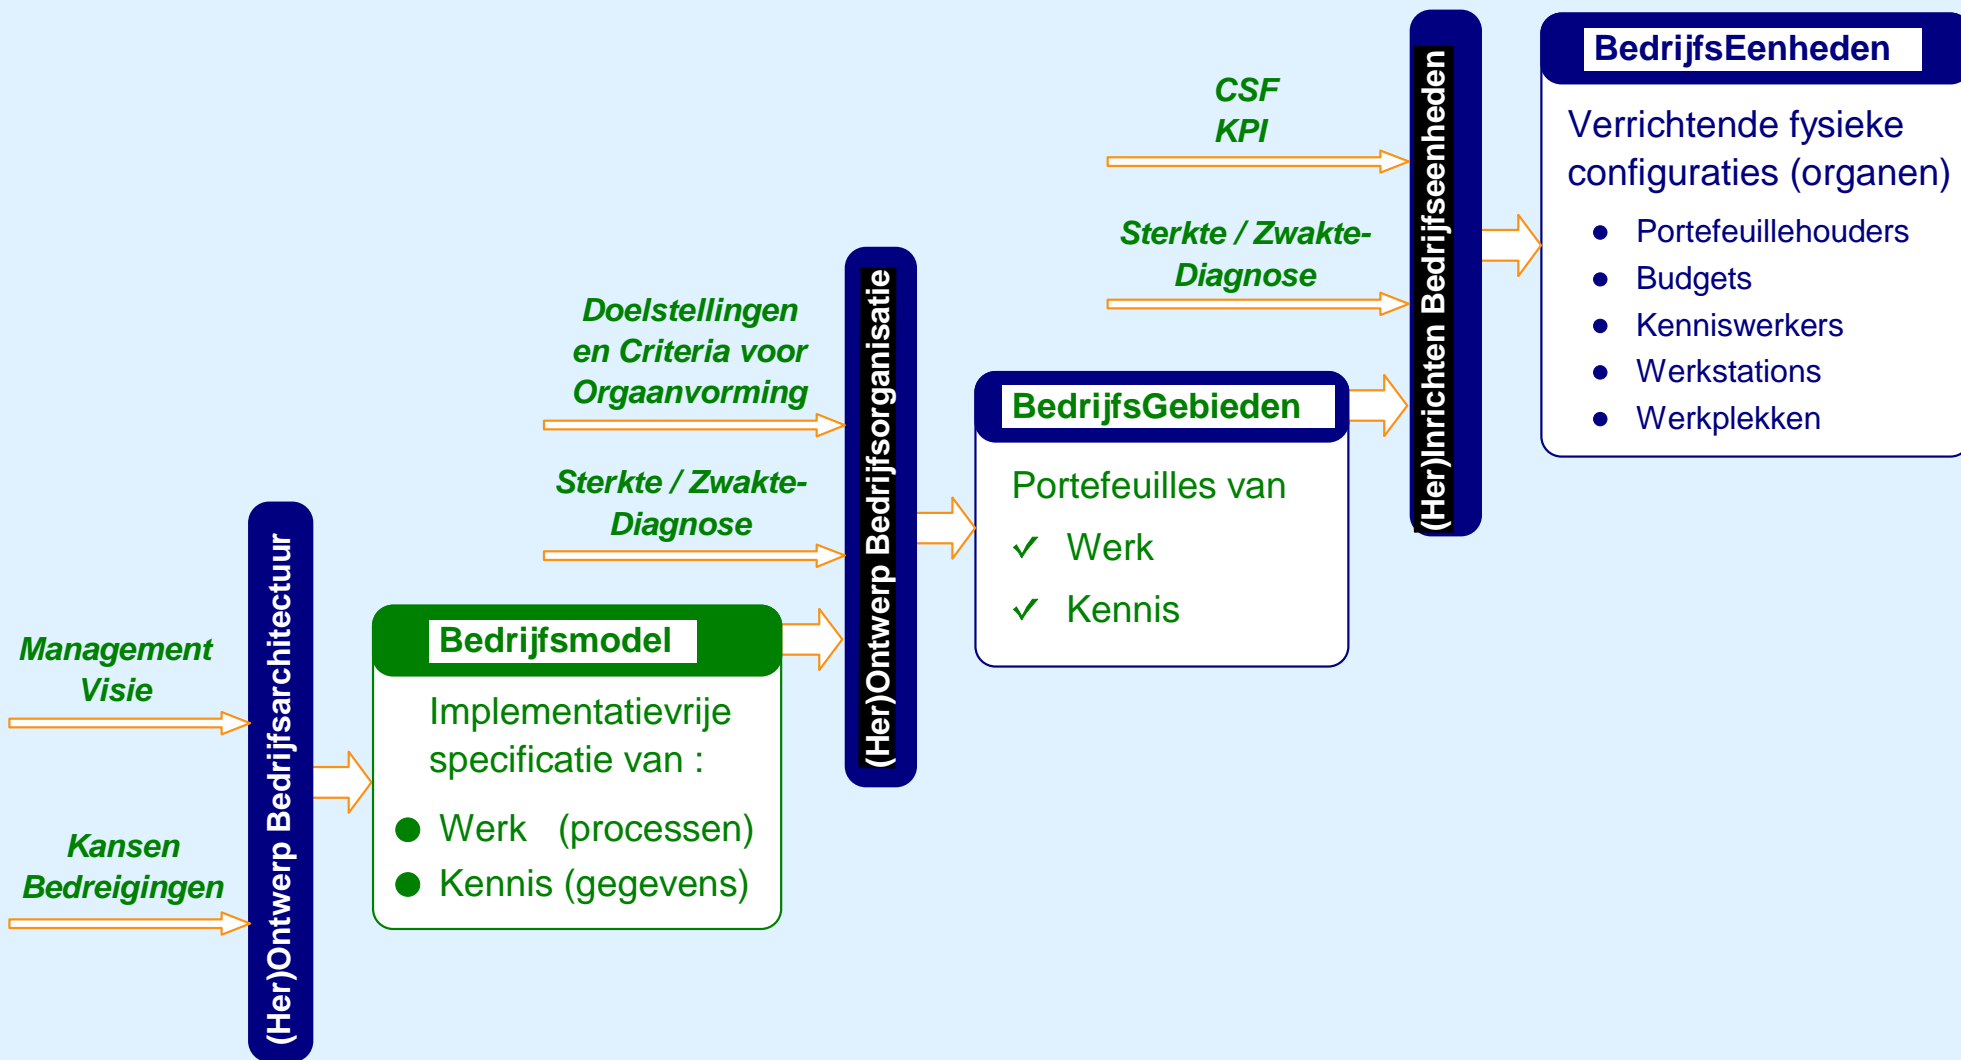 Management
Visie
Kansen
Bedreigingen
(Her)Ontwerp Bedrijfsarchitectuur
Bedrijfsmodel
Implementatievrije
specificatie van :
● Werk (processen)
● Kennis (gegevens)
Doelstellingen
en Criteria voor
Orgaanvorming
Sterkte / Zwakte-
Diagnose
(Her)Ontwerp Bedrijfsorganisatie
BedrijfsGebieden
Portefeuilles van
✓ Werk
✓ Kennis
CSF
KPI
Sterkte / Zwakte-
Diagnose
(Her)Inrichten Bedrijfseenheden
BedrijfsEenheden
Verrichtende fysieke
configuraties (organen)
● Portefeuillehouders
● Budgets
● Kenniswerkers
● Werkstations
● Werkplekken